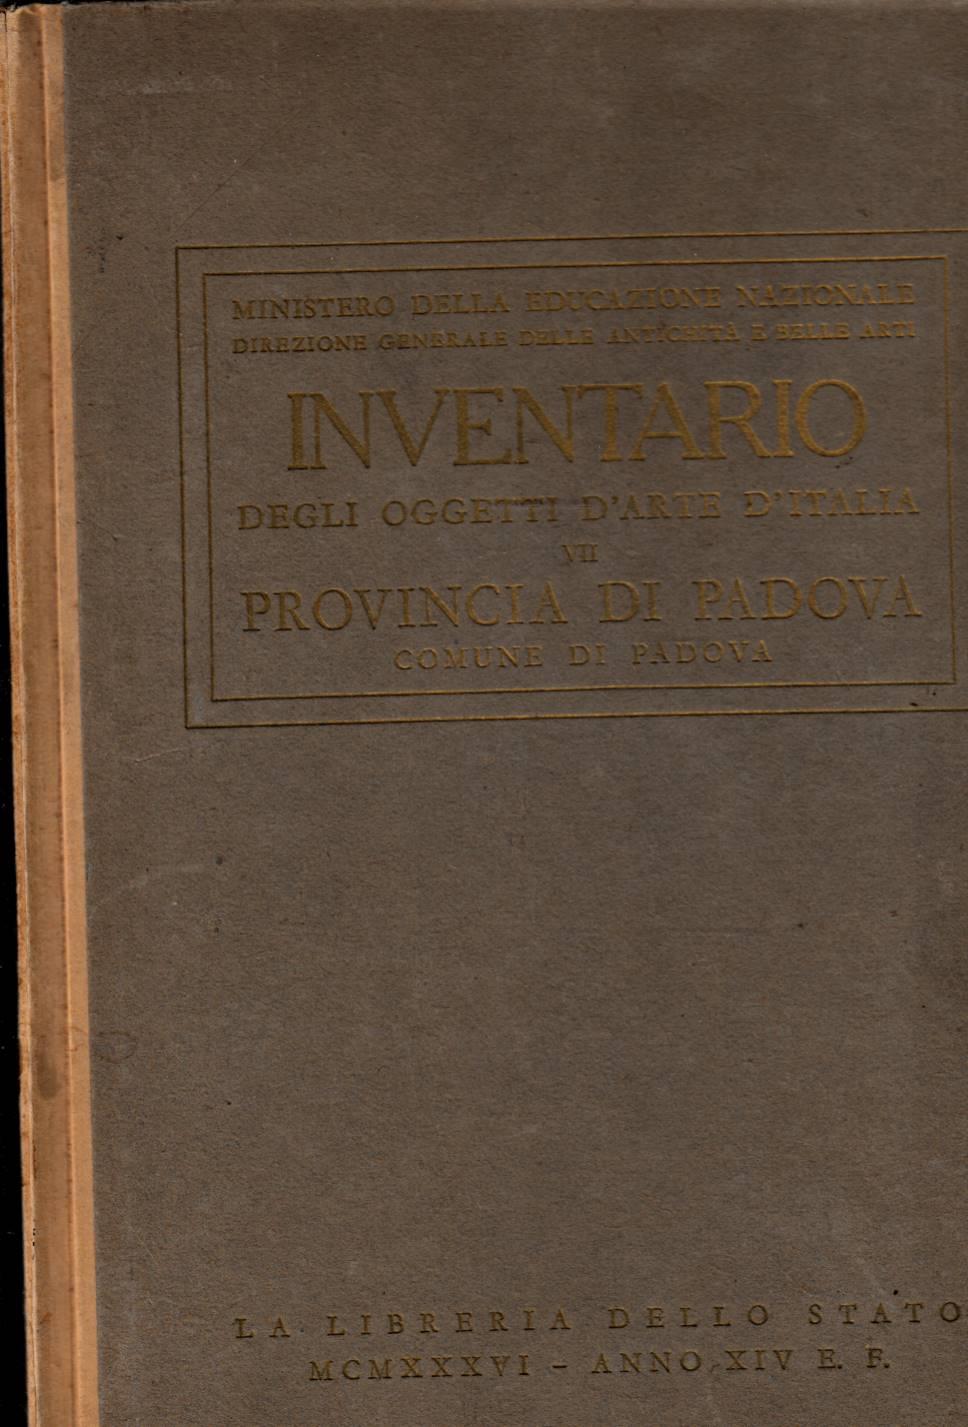 MINISTERO DELLA EDUCAZIONE NAZIONALE
DIREZIONE GENERALE DELLE ANTICHITÀ E BELLE ARTI
INVENTARIO
DEGLI OGGETTI D'ARTE D'ITALIA
VII
PROVINCIA DI PADOVA
COMUNE DI PADOVA
LA LIBRERIA DELLO STATO
MCMXXXVI - ANNO XIV E. F.